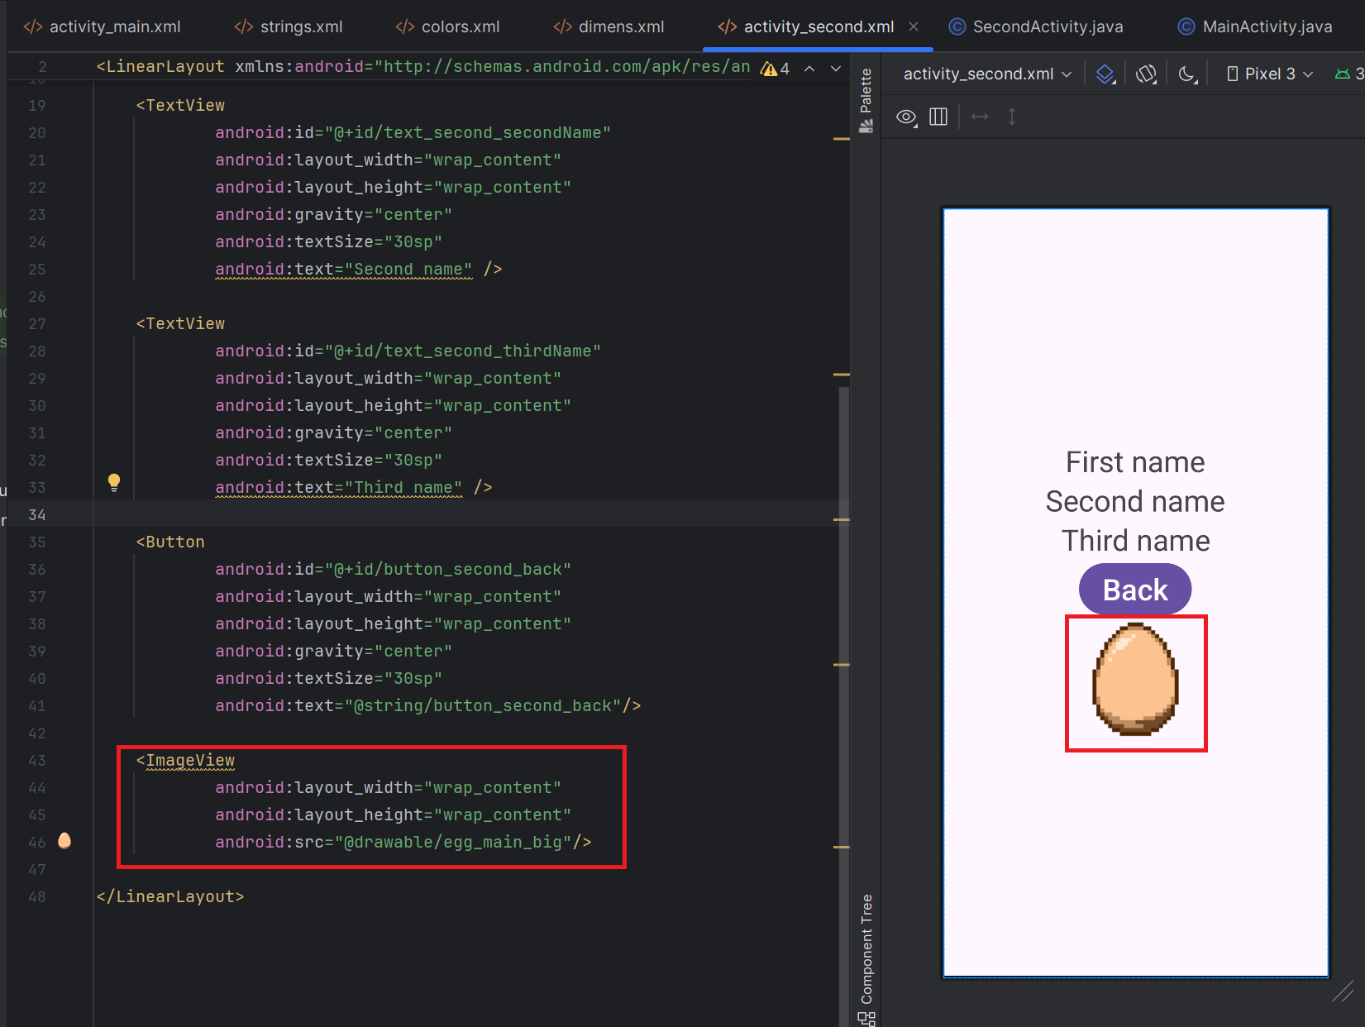 activity_main.xml strings.xml colors.xml dimens.xml activity_second.xml SecondActivity.java MainActivity.java
2 <LinearLayout xmlns:android="http://schemas.android.com/apk/res/an 4
activity_second.xml Pixel 3 3
Palette
19 <TextView
20 android:id="@+id/text_second_secondName"
21 android:layout_width="wrap_content"
22 android:layout_height="wrap_content"
23 android:gravity="center"
24 android:textSize="30sp"
25 android:text="Second name" />
26
27 <TextView
28 android:id="@+id/text_second_thirdName"
29 android:layout_width="wrap_content"
30 android:layout_height="wrap_content"
31 android:gravity="center"
32 android:textSize="30sp"
33 android:text="Third name" />
34
35 <Button
36 android:id="@+id/button_second_back"
37 android:layout_width="wrap_content"
38 android:layout_height="wrap_content"
39 android:gravity="center"
40 android:textSize="30sp"
41 android:text="@string/button_second_back"/>
42
43 <ImageView
44 android:layout_width="wrap_content"
45 android:layout_height="wrap_content"
46 android:src="@drawable/egg_main_big"/>
47
48 </LinearLayout>
First name
Second name
Third name
Back
Component Tree